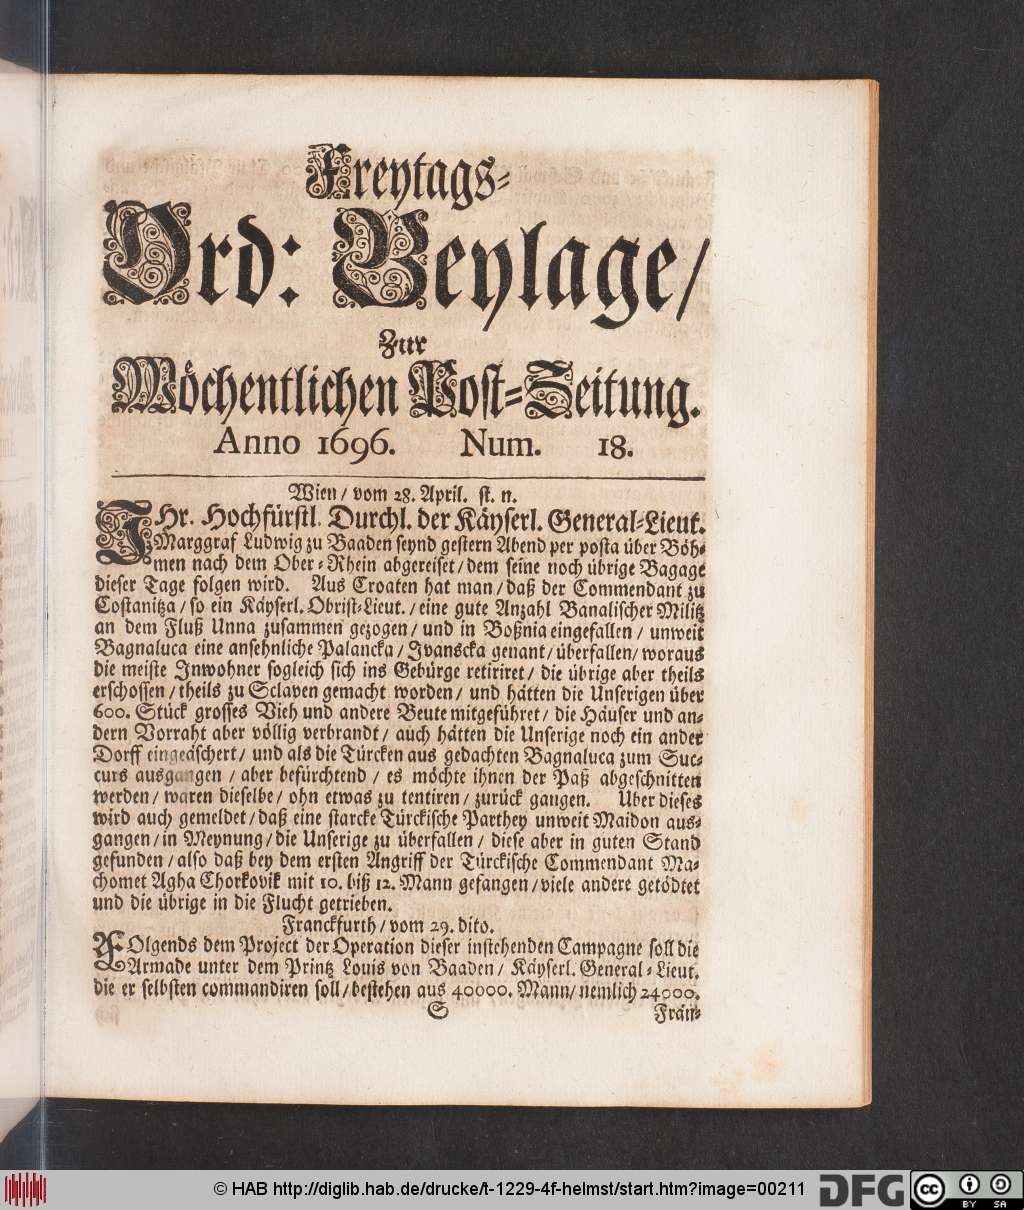 Freytags-
Ord: Beylage/
Zur
Wöchentlichen Post-Zeitung.
Anno 1696. Num. 18.
Wien/ vom 28. April. st. n.
IHr. Hochfürstl. Durchl. der Käyserl. General-Lieut.
Marggraf Ludwig zu Baaden seynd gestern Abend per posta über Böh-
men nach dem Ober-Rhein abgereiset/ dem seine noch übrige Bagage
dieser Tage folgen wird. Aus Croaten hat man/ daß der Commendant zu
Costanitza/ so ein Käyserl. Obrist-Lieut./ eine gute Anzahl Banalischer Militz
an dem Fluß Unna zusammen gezogen/ und in Boßnia eingefallen/ unweit
Bagnaluca eine ansehnliche Palancka/ Jvanscka genant/ überfallen/ woraus
die meiste Inwohner sogleich sich ins Gebürge retiriret/ die übrige aber theils
erschossen/ theils zu Sclaven gemacht worden/ und hätten die Unserigen über
600. Stück grosses Vieh und andere Beute mitgeführet/ die Häuser und an-
dern Vorraht aber völlig verbrandt/ auch hätten die Unserige noch ein ander
Dorff eingeäschert/ und als die Türcken aus gedachten Bagnaluca zum Suc-
curs ausgangen/ aber befürchtend/ es möchte ihnen der Paß abgeschnitten
werden/ waren dieselbe/ ohn etwas zu tentiren/ zurück gangen. Uber dieses
wird auch gemeldet/ daß eine starcke Türckische Parthey unweit Maidon aus-
gangen/ in Meynung/ die Unserige zu überfallen/ diese aber in guten Stand
gefunden/ also daß bey dem ersten Angriff der Türckische Commendant Ma-
chomet Agha Chorkovik mit 10. biß 12. Mann gefangen/ viele andere getödtet
und die übrige in die Flucht getrieben.
Franckfurth/ vom 29. dito.
FOlgends dem Project der Operation dieser instehenden Campagne soll die
Armade unter dem Printz Louis von Baaden/ Käyserl. General-Lieut.
die er selbsten commandiren soll/ bestehen aus 40000. Mann/ nemlich 24000.
S Frän-
© HAB http://diglib.hab.de/drucke/t-1229-4f-helmst/start.htm?image=00211
DFG
cc BY SA